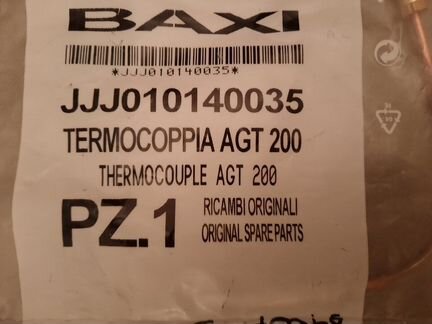 BAXI
*JJJ010140035*
JJJ010140035
TERMOCOPPIA AGT 200
THERMOCOUPLE AGT 200
PZ.1
RICAMBI ORIGINALI
ORIGINAL SPARE PARTS